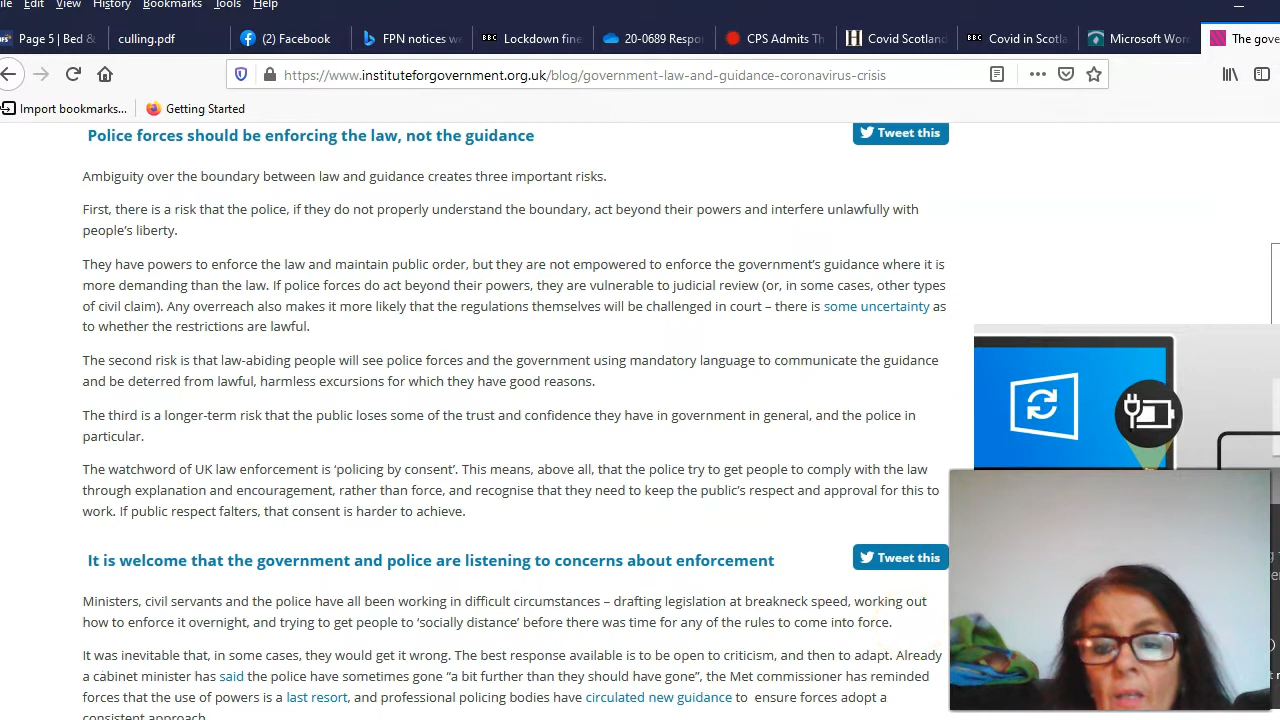 File Edit View History Bookmarks Tools Help
Page 5 | Bed & culling.pdf (2) Facebook FPN notices w Lockdown fine 20-0689 Respo CPS Admits Th Covid Scotland Covid in Scotla Microsoft Wor The gove
https://www.instituteforgovernment.org.uk/blog/government-law-and-guidance-coronavirus-crisis
Import bookmarks... Getting Started
Police forces should be enforcing the law, not the guidance
Tweet this
Ambiguity over the boundary between law and guidance creates three important risks.
First, there is a risk that the police, if they do not properly understand the boundary, act beyond their powers and interfere unlawfully with
people's liberty.
They have powers to enforce the law and maintain public order, but they are not empowered to enforce the government's guidance where it is
more demanding than the law. If police forces do act beyond their powers, they are vulnerable to judicial review (or, in some cases, other types
of civil claim). Any overreach also makes it more likely that the regulations themselves will be challenged in court – there is some uncertainty as
to whether the restrictions are lawful.
The second risk is that law-abiding people will see police forces and the government using mandatory language to communicate the guidance
and be deterred from lawful, harmless excursions for which they have good reasons.
The third is a longer-term risk that the public loses some of the trust and confidence they have in government in general, and the police in
particular.
The watchword of UK law enforcement is 'policing by consent'. This means, above all, that the police try to get people to comply with the law
through explanation and encouragement, rather than force, and recognise that they need to keep the public's respect and approval for this to
work. If public respect falters, that consent is harder to achieve.
It is welcome that the government and police are listening to concerns about enforcement
Tweet this
Ministers, civil servants and the police have all been working in difficult circumstances – drafting legislation at breakneck speed, working out
how to enforce it overnight, and trying to get people to 'socially distance' before there was time for any of the rules to come into force.
It was inevitable that, in some cases, they would get it wrong. The best response available is to be open to criticism, and then to adapt. Already
a cabinet minister has said the police have sometimes gone "a bit further than they should have gone", the Met commissioner has reminded
forces that the use of powers is a last resort, and professional policing bodies have circulated new guidance to ensure forces adopt a
consistent approach.